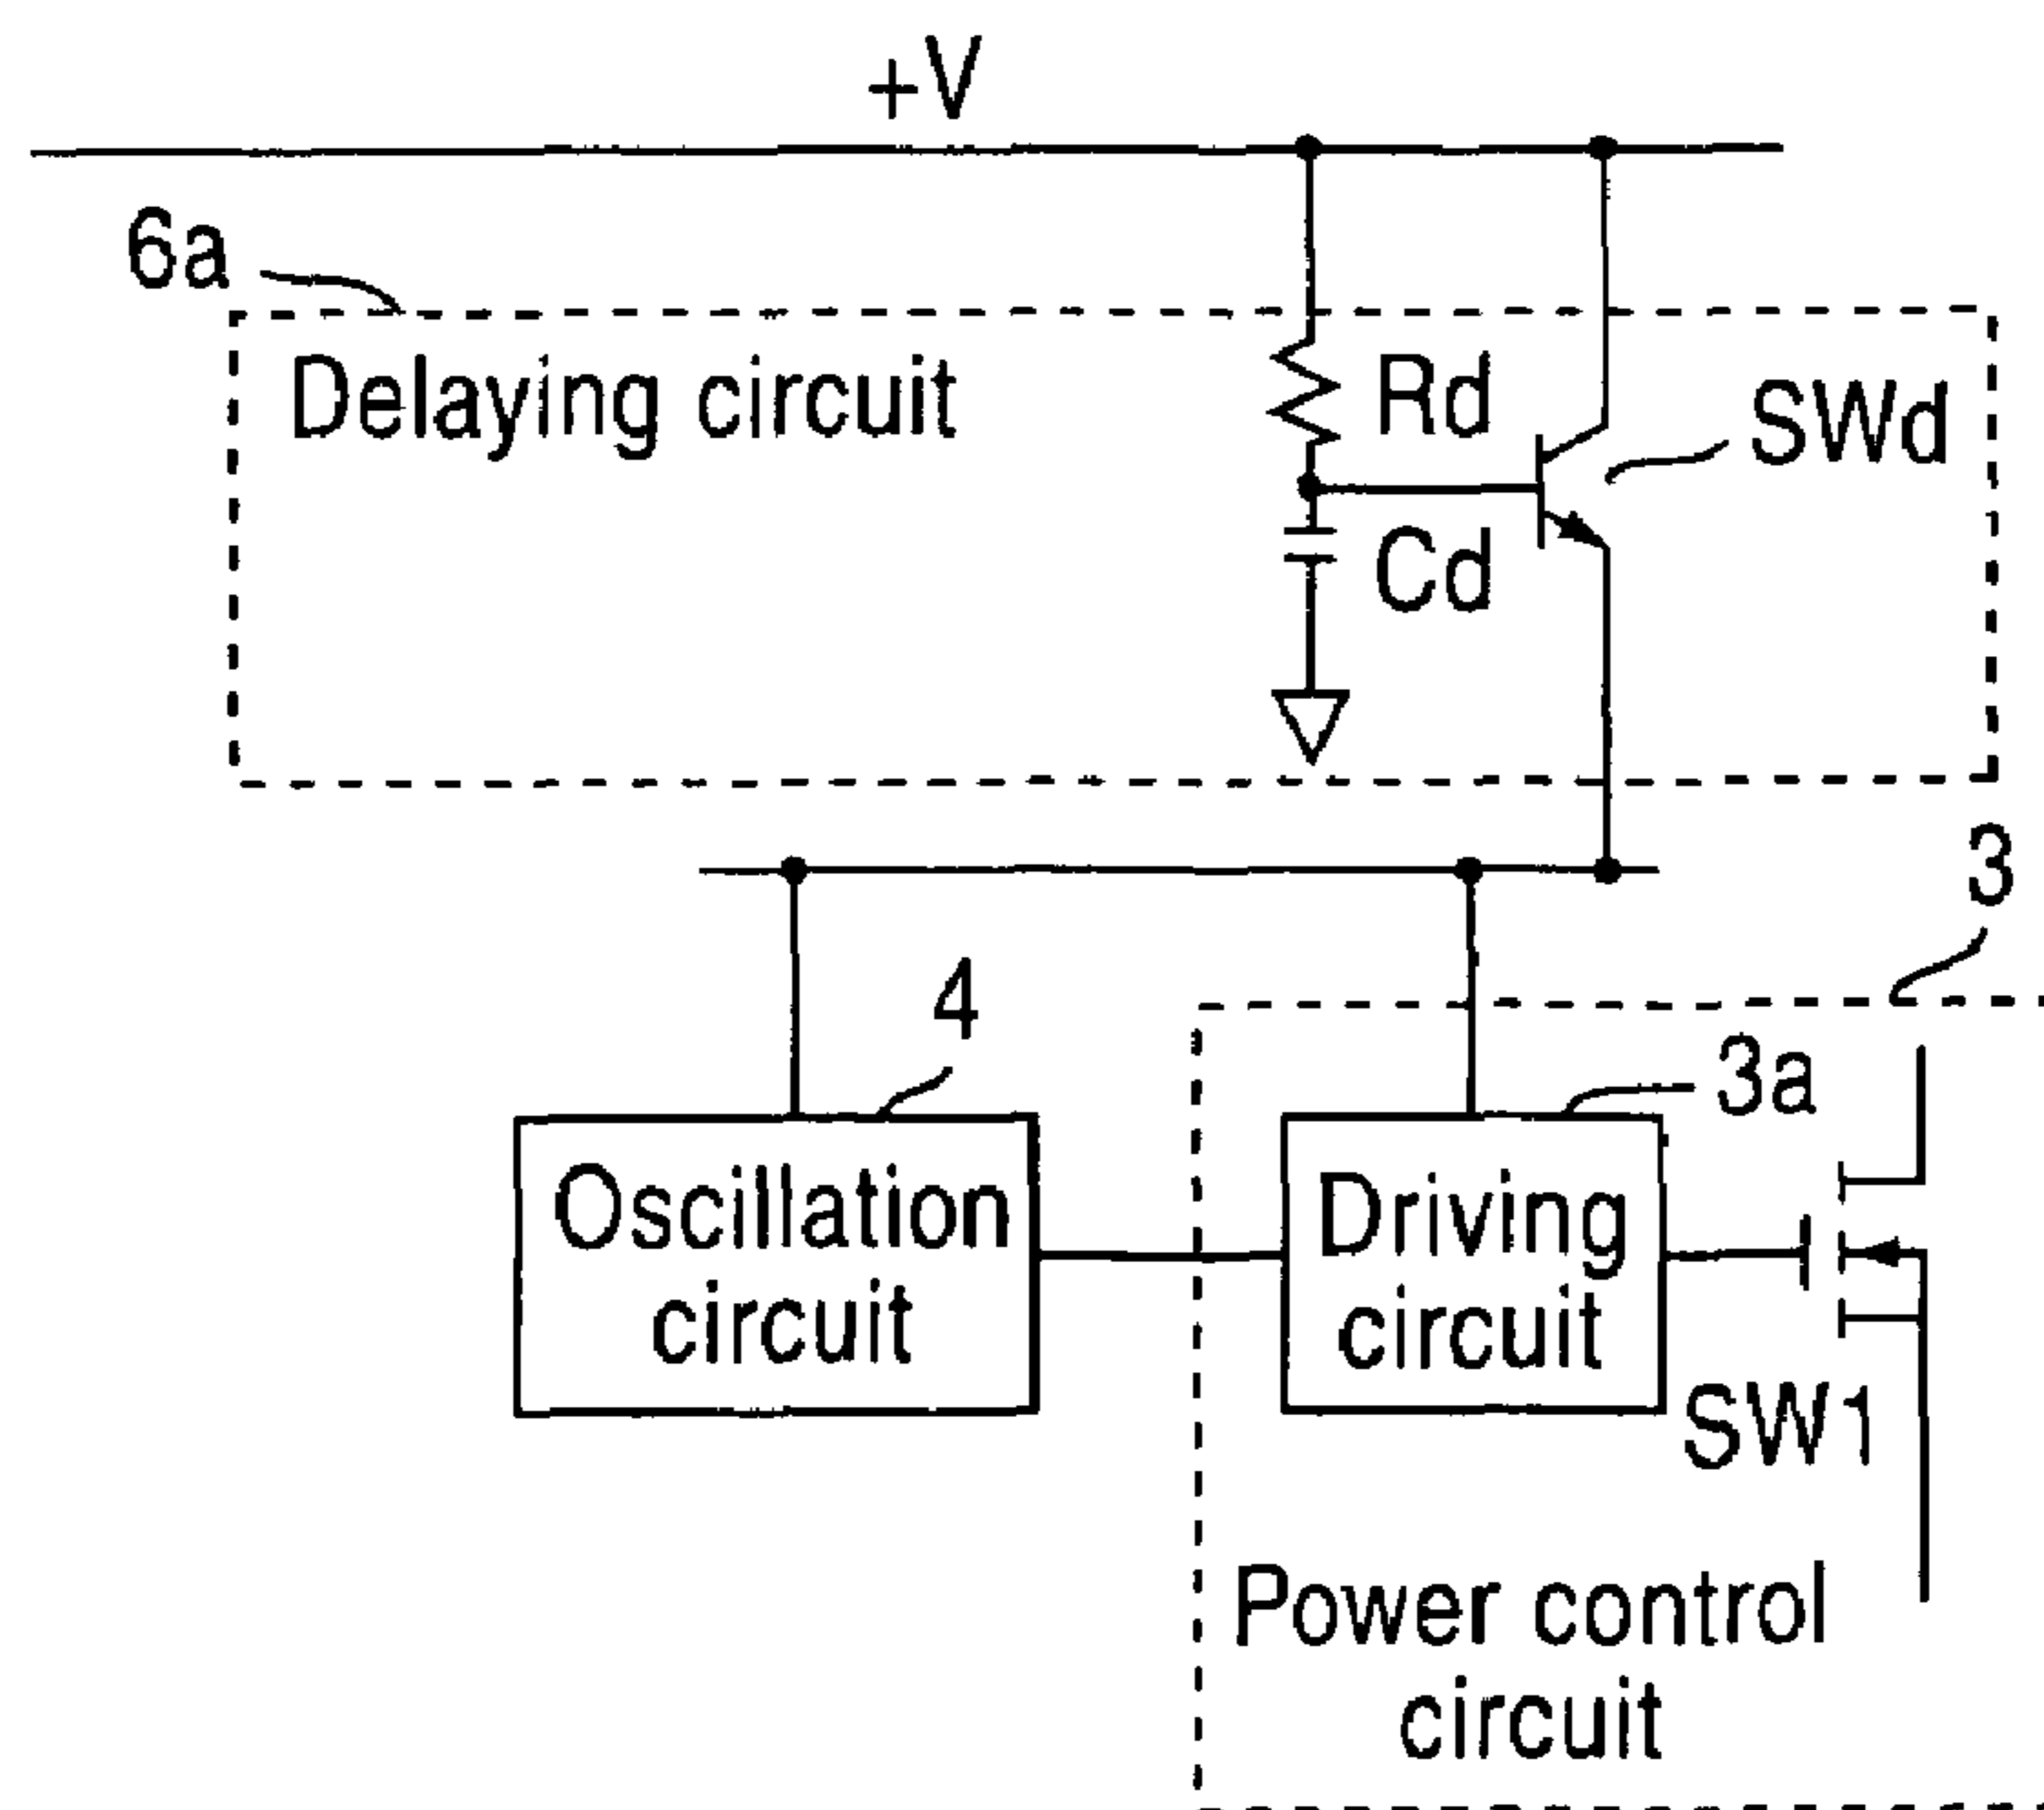 +V
6a
Delaying circuit
Rd
SWd
Cd
3
4
3a
Oscillation
circuit
Driving
circuit
SW1
Power control
circuit